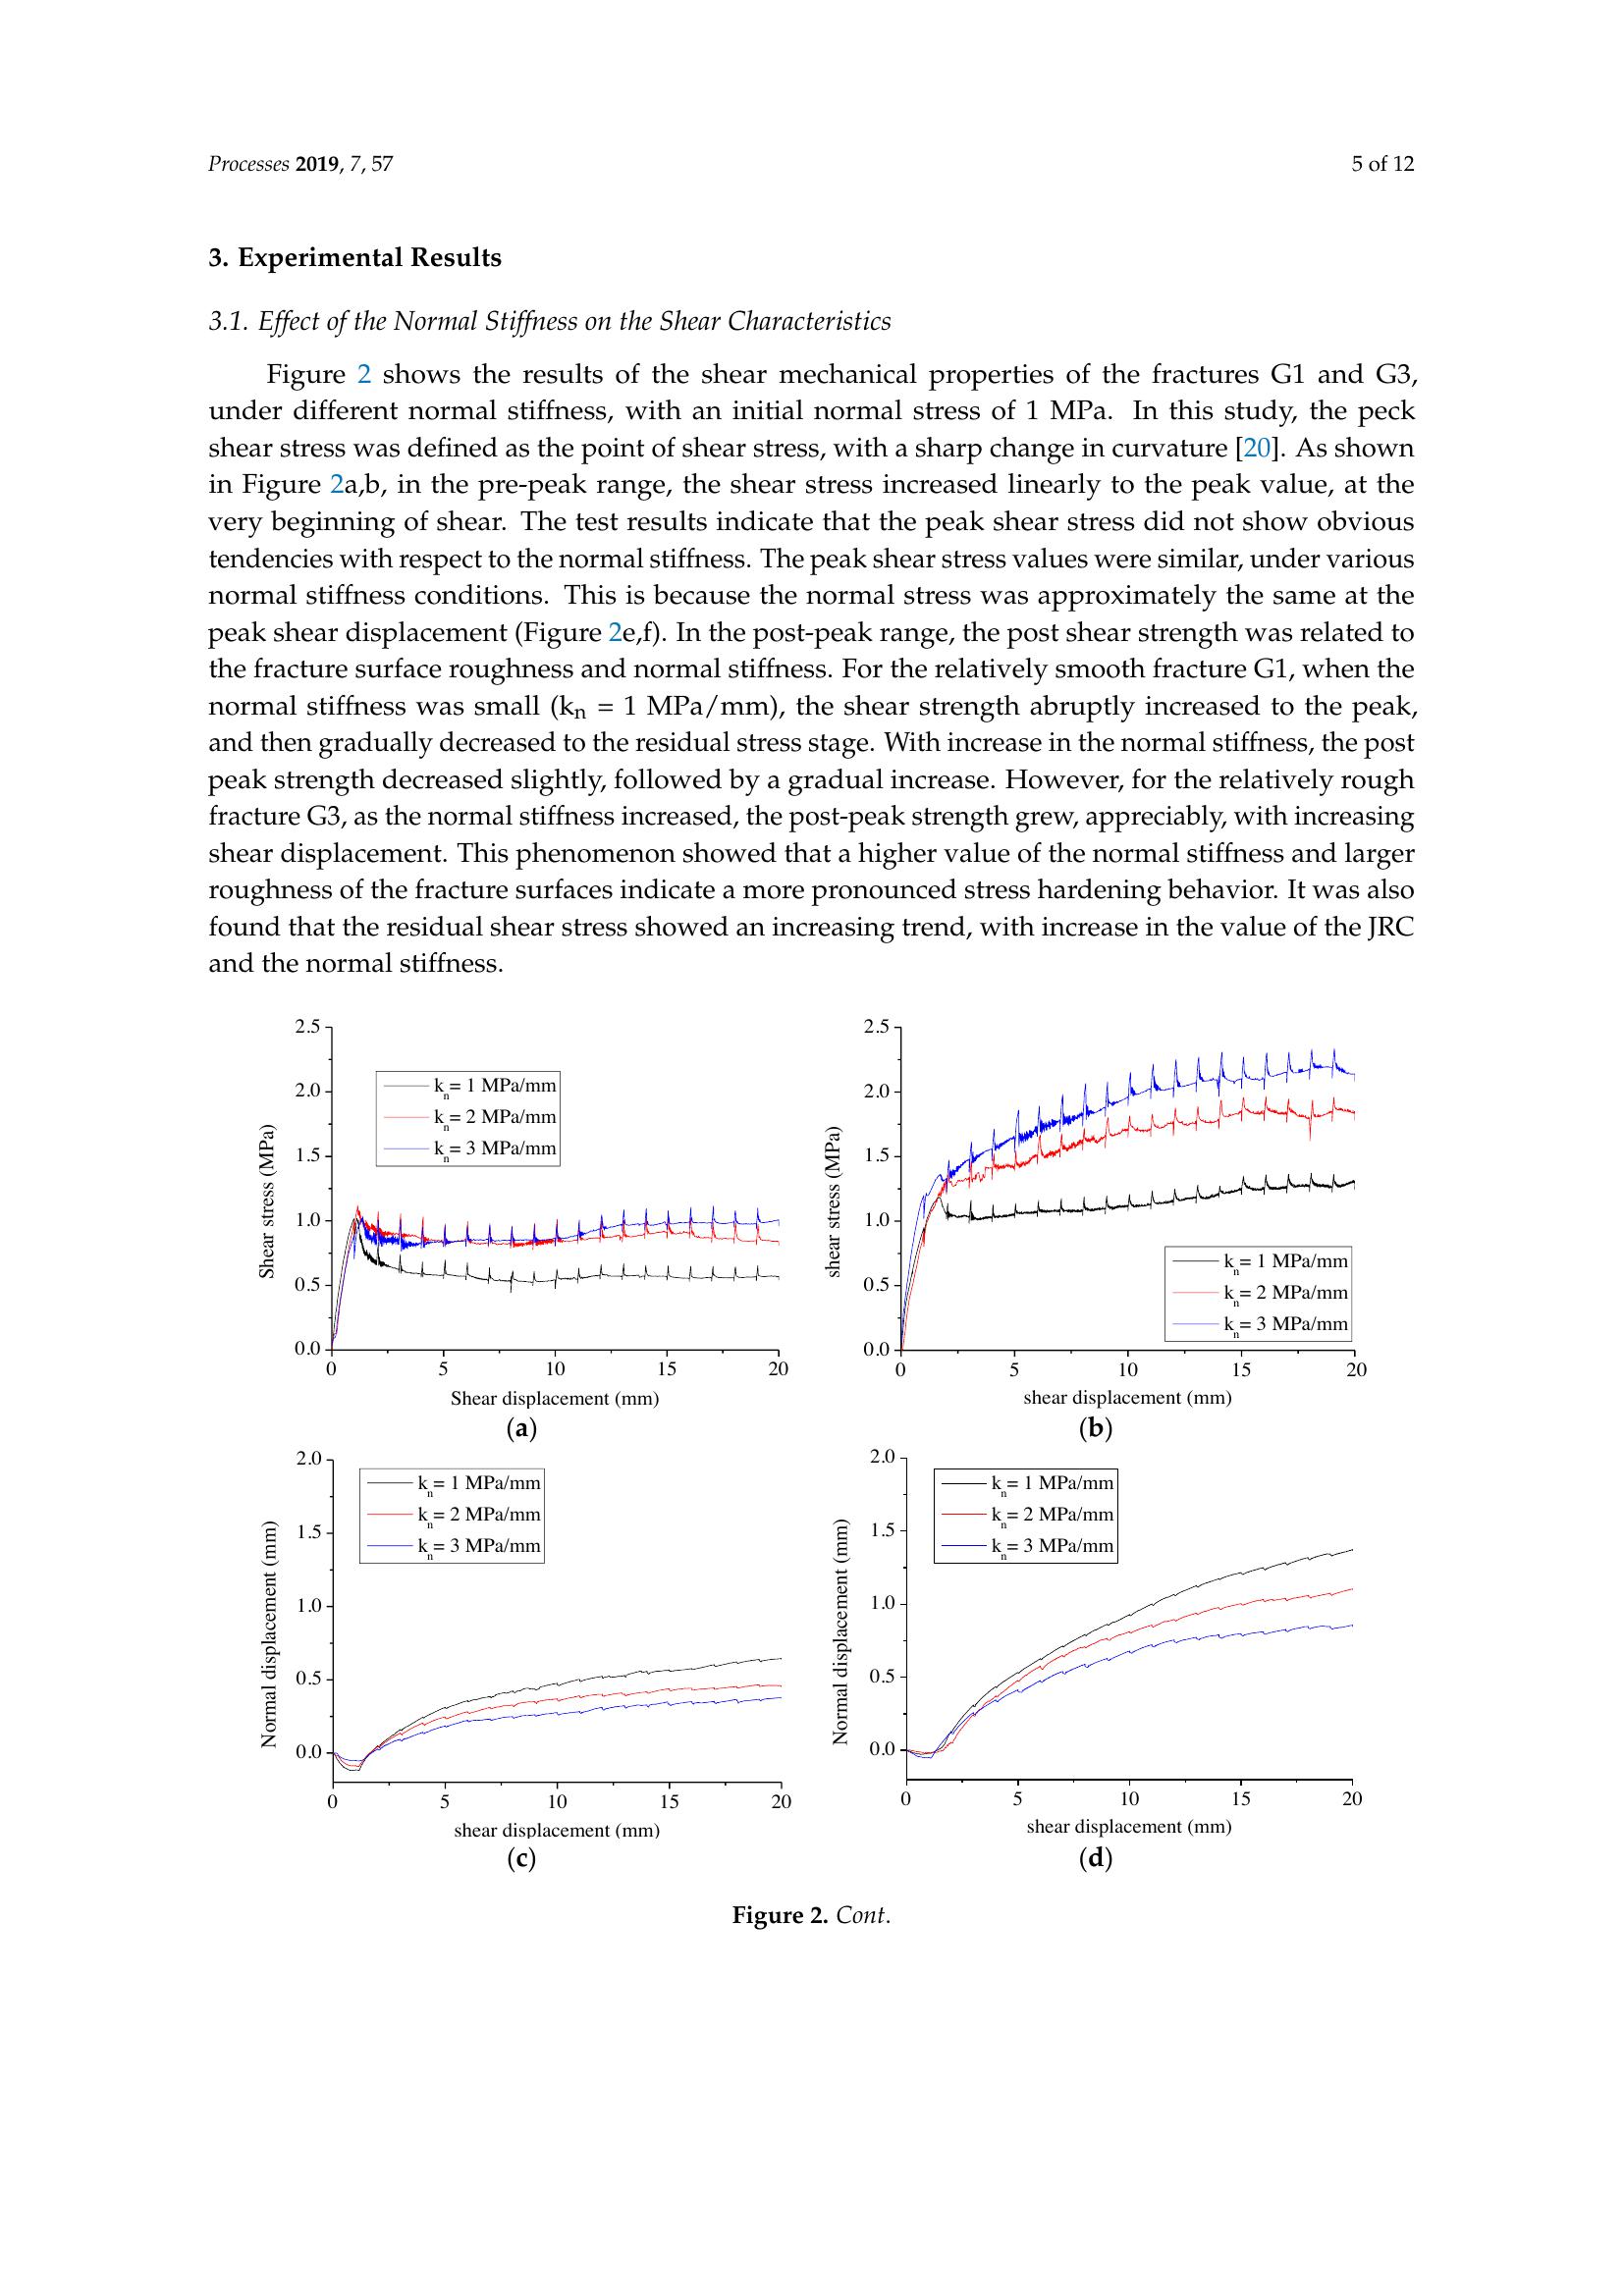 Processes 2019, 7, 57
5 of 12
3. Experimental Results
3.1. Effect of the Normal Stiffness on the Shear Characteristics
Figure 2 shows the results of the shear mechanical properties of the fractures G1 and G3,
under different normal stiffness, with an initial normal stress of 1 MPa. In this study, the peck
shear stress was defined as the point of shear stress, with a sharp change in curvature [20]. As shown
in Figure 2a,b, in the pre-peak range, the shear stress increased linearly to the peak value, at the
very beginning of shear. The test results indicate that the peak shear stress did not show obvious
tendencies with respect to the normal stiffness. The peak shear stress values were similar, under various
normal stiffness conditions. This is because the normal stress was approximately the same at the
peak shear displacement (Figure 2e,f). In the post-peak range, the post shear strength was related to
the fracture surface roughness and normal stiffness. For the relatively smooth fracture G1, when the
normal stiffness was small (kn = 1 MPa/mm), the shear strength abruptly increased to the peak,
and then gradually decreased to the residual stress stage. With increase in the normal stiffness, the post
peak strength decreased slightly, followed by a gradual increase. However, for the relatively rough
fracture G3, as the normal stiffness increased, the post-peak strength grew, appreciably, with increasing
shear displacement. This phenomenon showed that a higher value of the normal stiffness and larger
roughness of the fracture surfaces indicate a more pronounced stress hardening behavior. It was also
found that the residual shear stress showed an increasing trend, with increase in the value of the JRC
and the normal stiffness.
2.5
2.0
1.5
1.0
0.5
0.0
Shear stress (MPa)
kn= 1 MPa/mm
kn= 2 MPa/mm
kn= 3 MPa/mm
0 5 10 15 20
Shear displacement (mm)
(a)
2.5
2.0
1.5
1.0
0.5
0.0
shear stress (MPa)
kn= 1 MPa/mm
kn= 2 MPa/mm
kn= 3 MPa/mm
0 5 10 15 20
shear displacement (mm)
(b)
2.0
1.5
1.0
0.5
0.0
Normal displacement (mm)
kn= 1 MPa/mm
kn= 2 MPa/mm
kn= 3 MPa/mm
0 5 10 15 20
shear displacement (mm)
(c)
2.0
1.5
1.0
0.5
0.0
Normal displacement (mm)
kn= 1 MPa/mm
kn= 2 MPa/mm
kn= 3 MPa/mm
0 5 10 15 20
shear displacement (mm)
(d)
Figure 2. Cont.